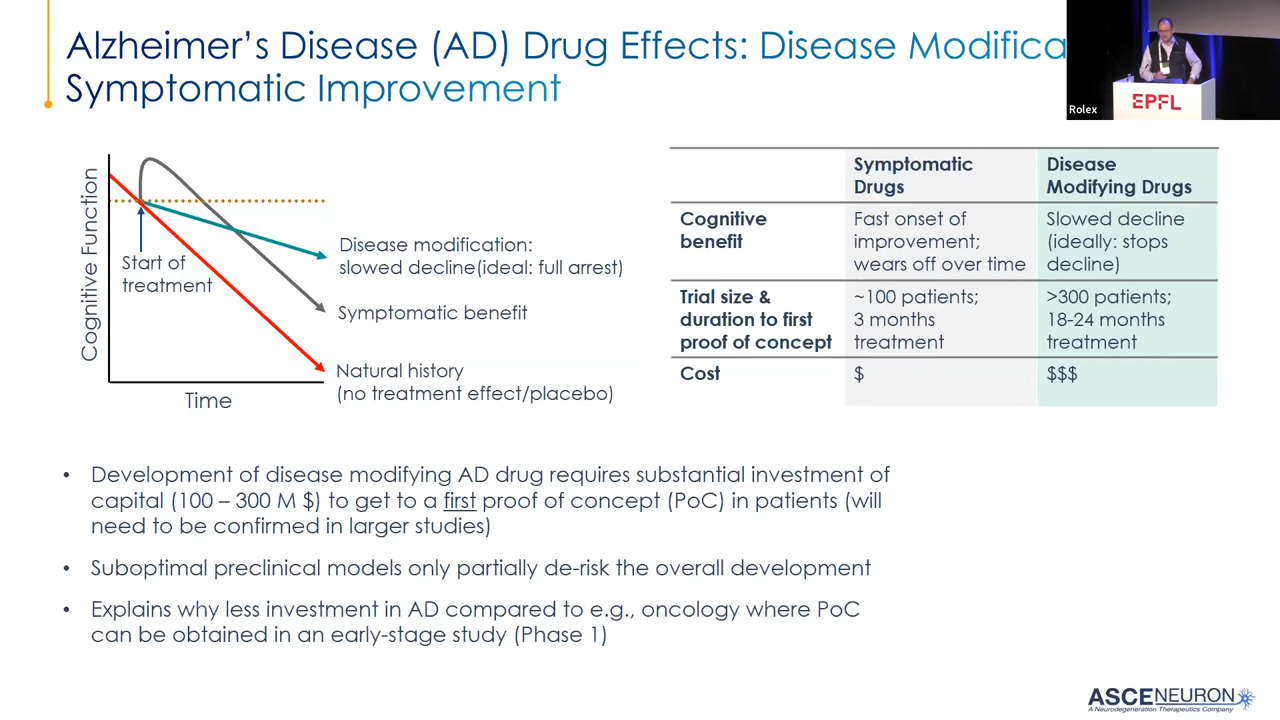 Alzheimer's Disease (AD) Drug Effects: Disease Modifica
Symptomatic Improvement
Rolex
EPFL
Cognitive Function
Start of
treatment
Time
Disease modification:
slowed decline(ideal: full arrest)
Symptomatic benefit
Natural history
(no treatment effect/placebo)
Symptomatic
Drugs
Disease
Modifying Drugs
Cognitive
benefit
Fast onset of
improvement;
wears off over time
Slowed decline
(ideally: stops
decline)
Trial size &
duration to first
proof of concept
~100 patients;
3 months
treatment
>300 patients;
18-24 months
treatment
Cost
$
$$$
• Development of disease modifying AD drug requires substantial investment of
capital (100 – 300 M $) to get to a first proof of concept (PoC) in patients (will
need to be confirmed in larger studies)
• Suboptimal preclinical models only partially de-risk the overall development
• Explains why less investment in AD compared to e.g., oncology where PoC
can be obtained in an early-stage study (Phase 1)
ASCENEURON
A Neurodegeneration Therapeutics Company